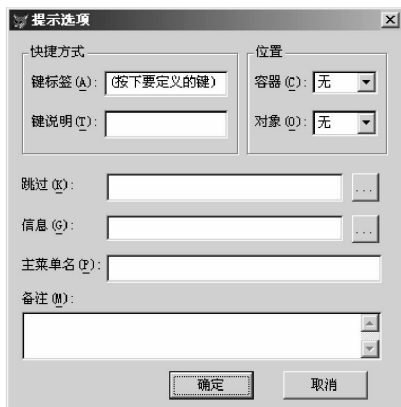 提示选项
快捷方式
位置
键标签(A): (按下要定义的键)
容器(C): 无
键说明(T):
对象(O): 无
跳过(K): ...
信息(G): ...
主菜单名(P):
备注(M):
确定 取消